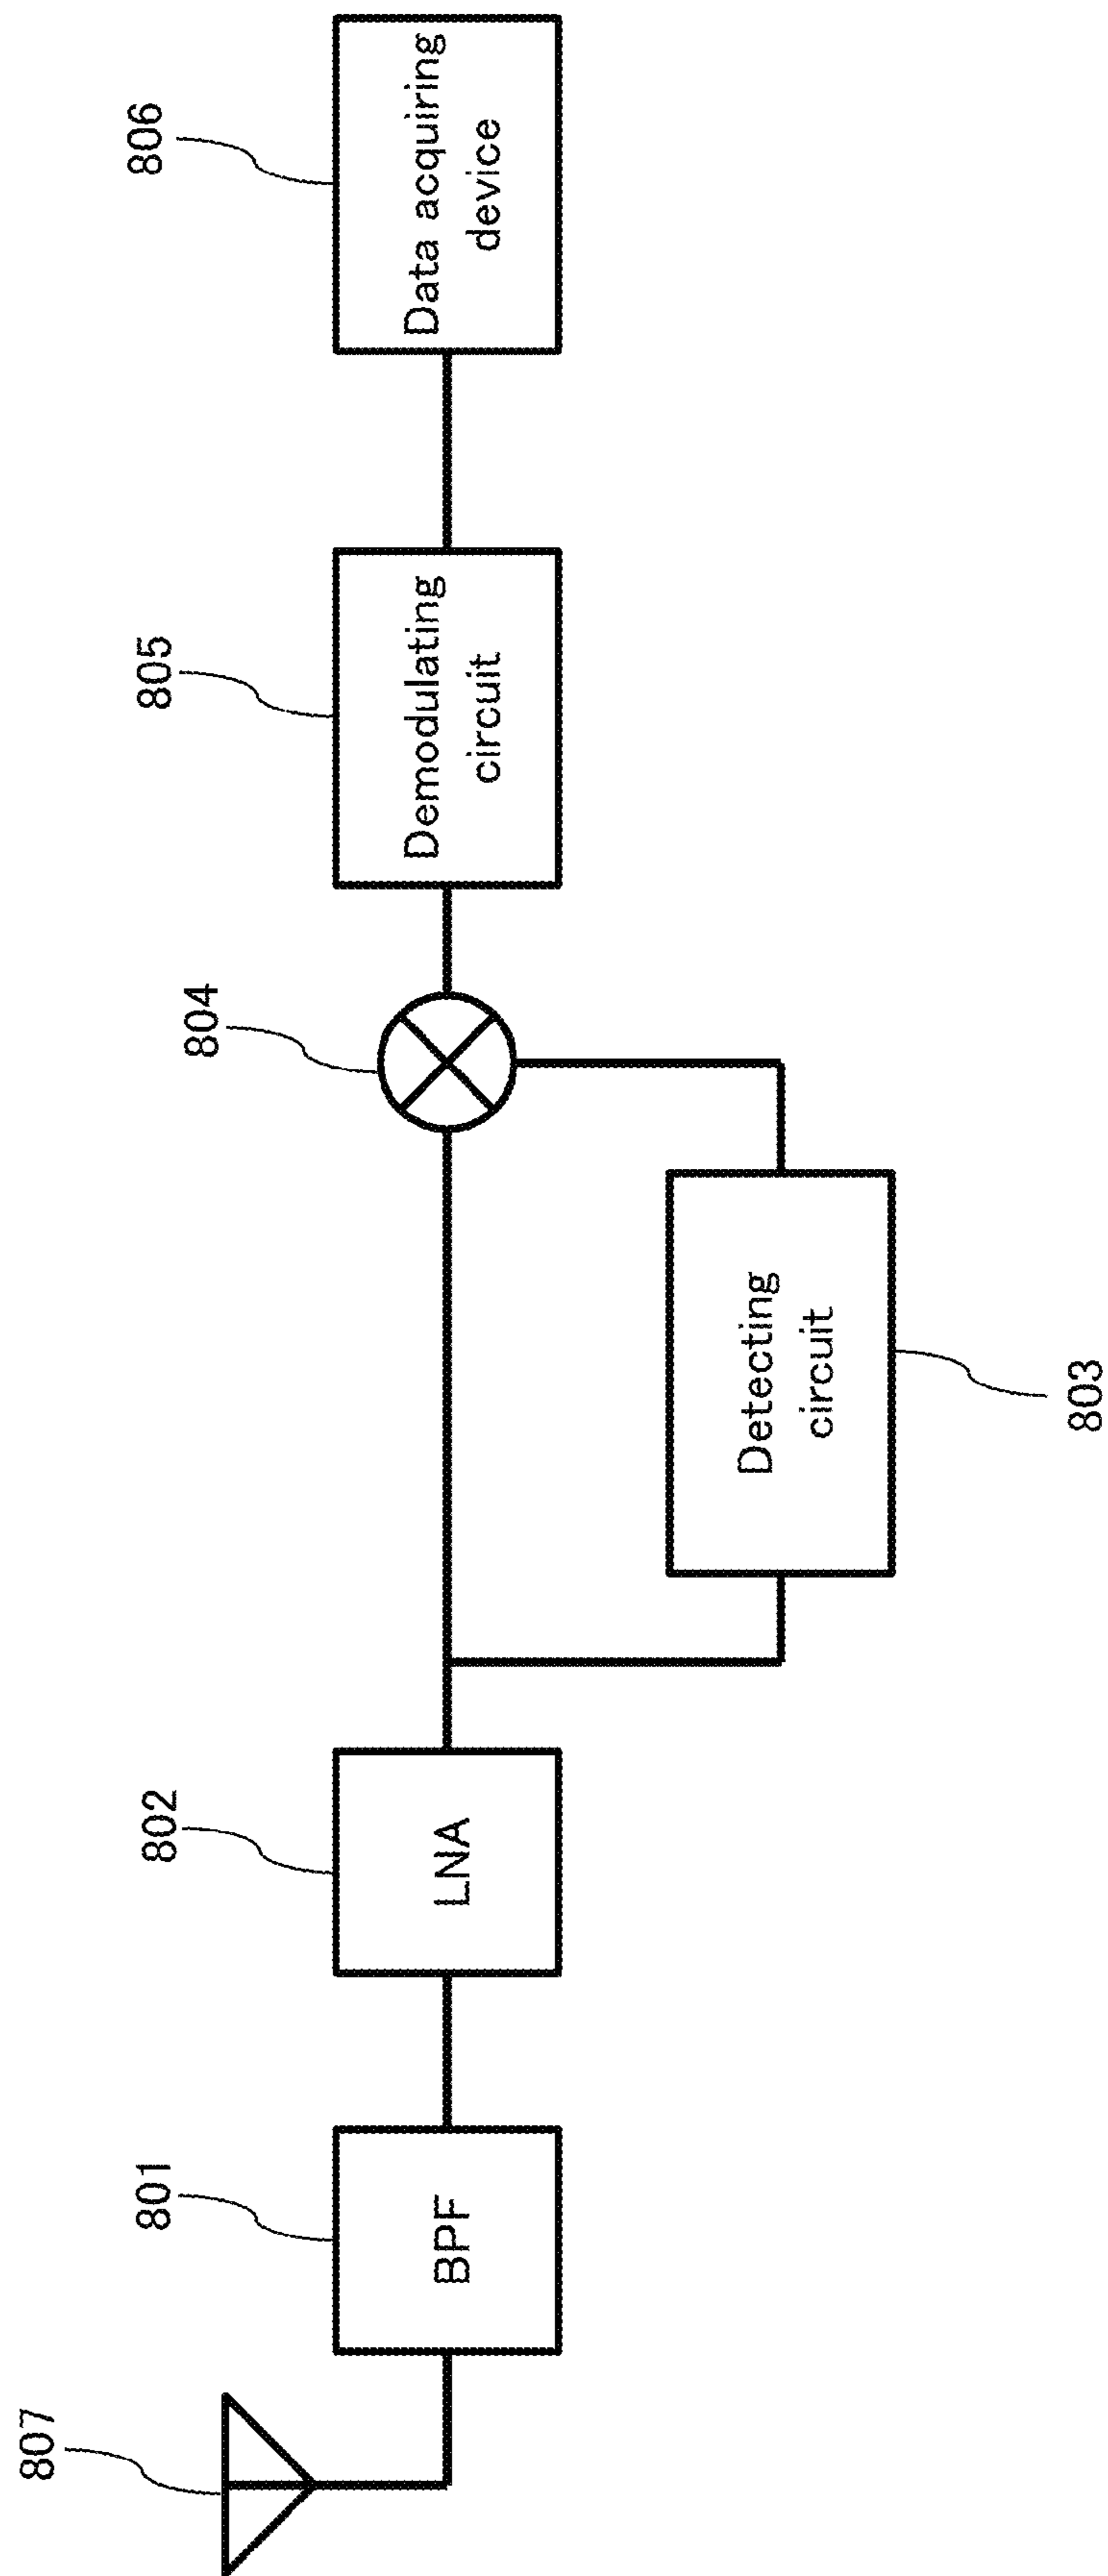 807
801
BPF
802
LNA
803
Detecting
circuit
804
805
Demodulating
circuit
806
Data acquiring
device